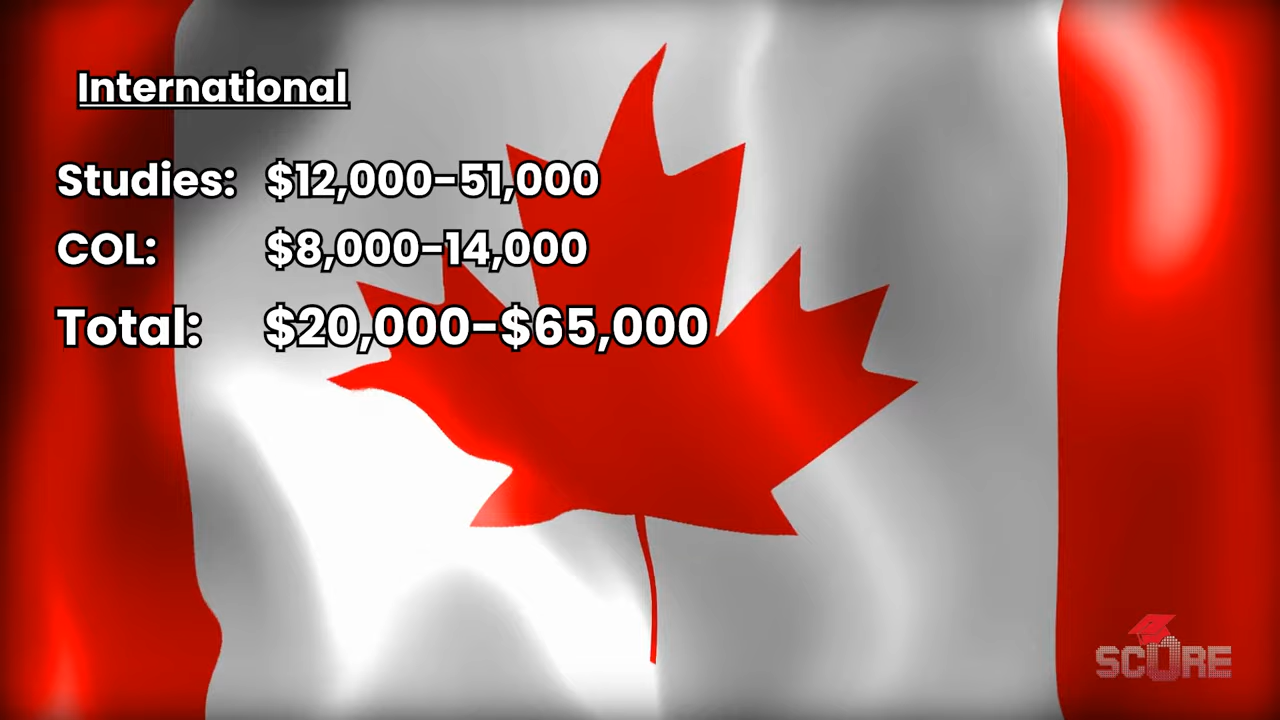 International
Studies: $12,000-51,000
COL: $8,000-14,000
Total: $20,000-$65,000
SCORE